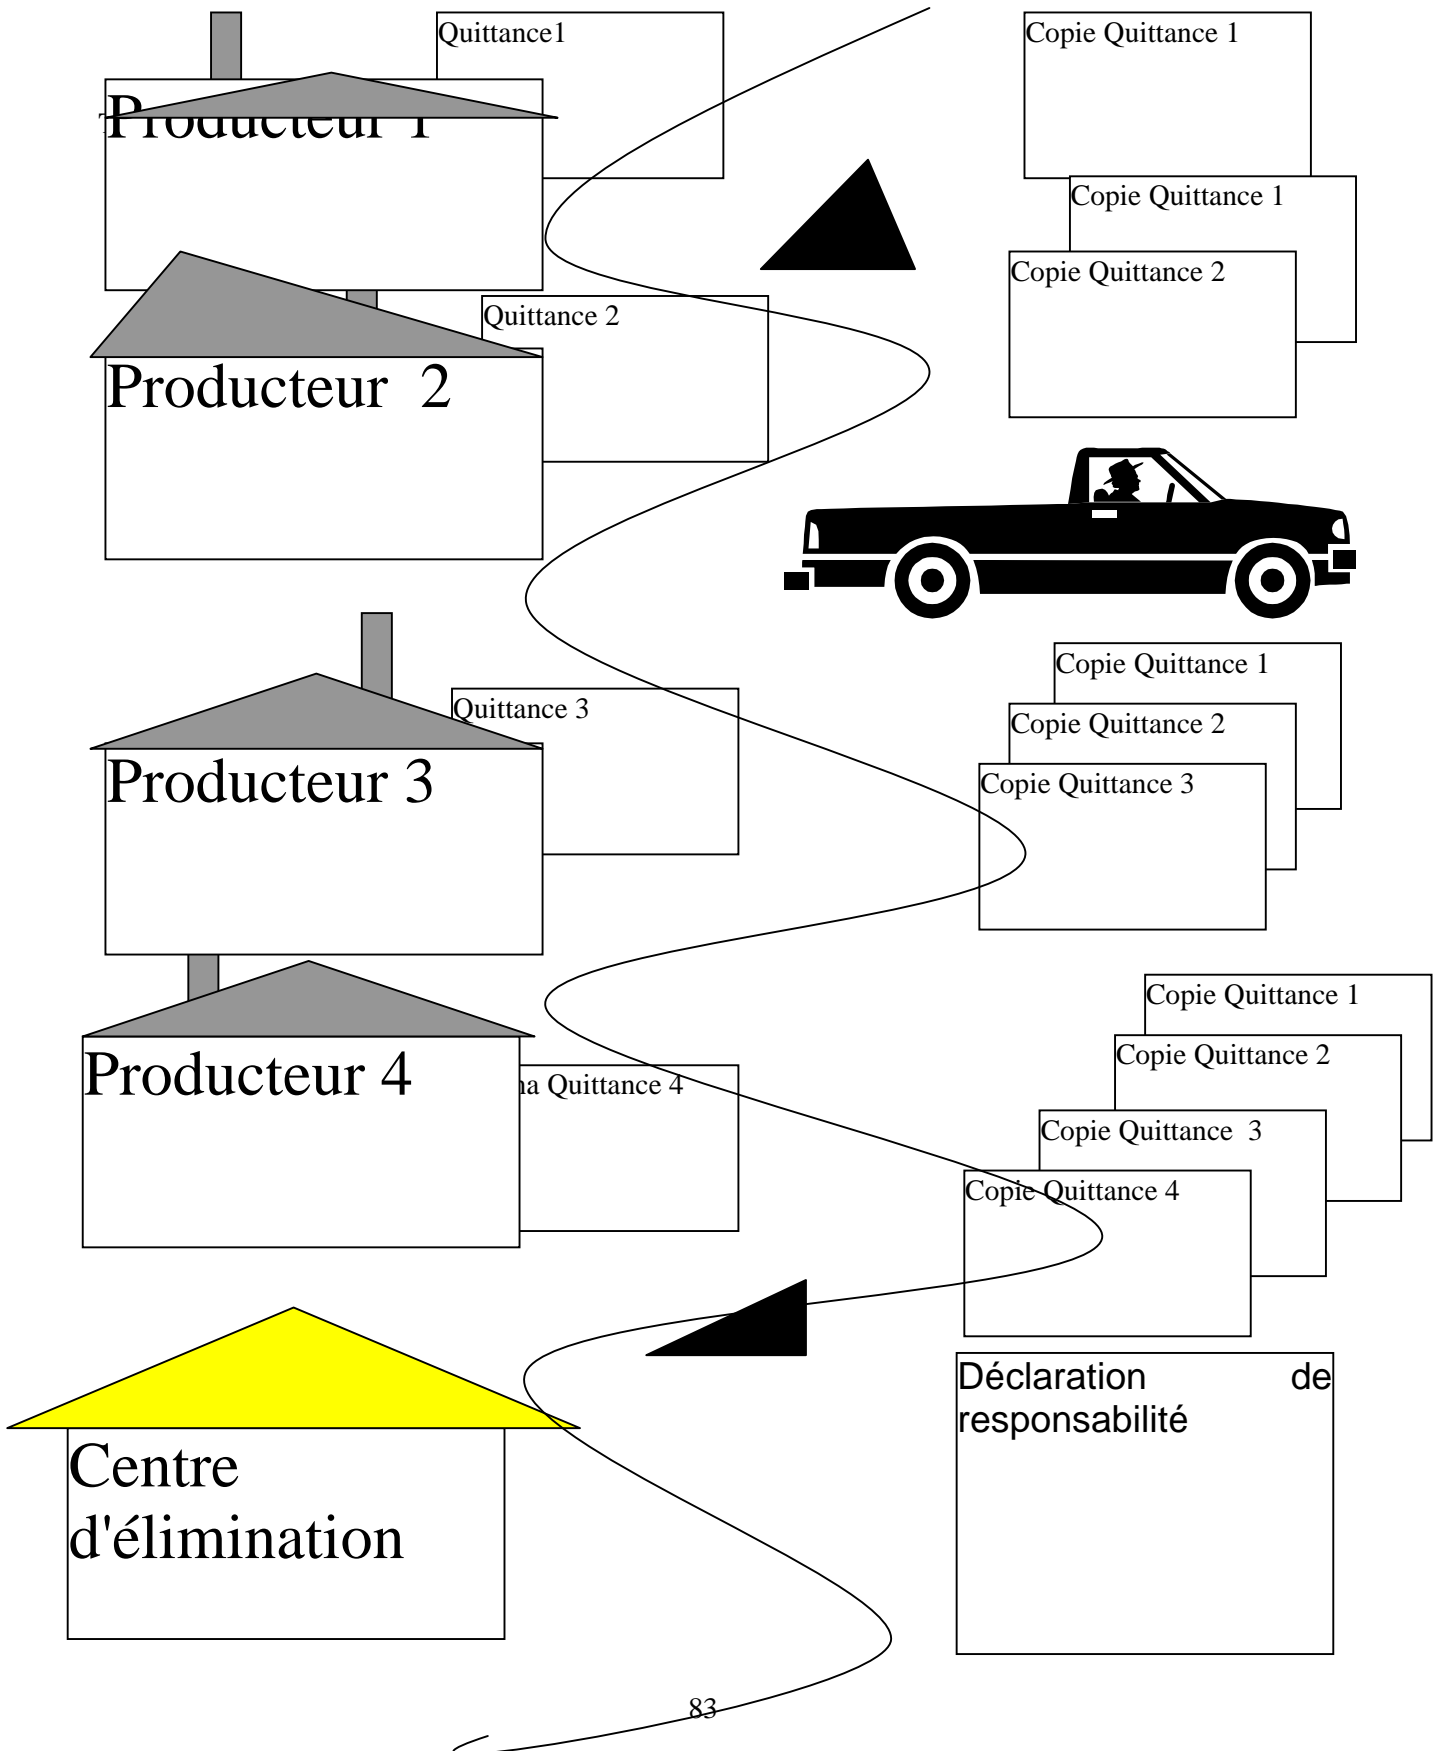 Quittance1
Copie Quittance 1
Producteur 1
Copie Quittance 1
Copie Quittance 2
Quittance 2
Producteur  2
Copie Quittance 1
Quittance 3
Copie Quittance 2
Producteur 3
Copie Quittance 3
Copie Quittance 1
Copie Quittance 2
Producteur 4
na Quittance 4
Copie Quittance  3
Copie Quittance 4
Déclaration de
responsabilité
Centre
d'élimination
83